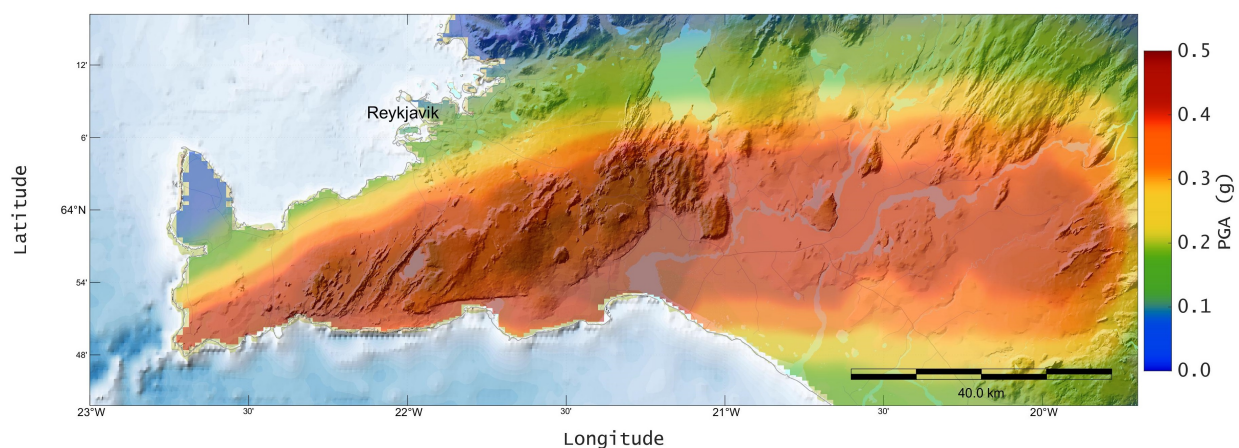 12'
6'
64°N
54'
48'
Latitude
Reykjavik
40.0 km
23°W
30'
22°W
30'
21°W
30'
20°W
Longitude
0.5
0.4
0.3
0.2
0.1
0.0
PGA (g)